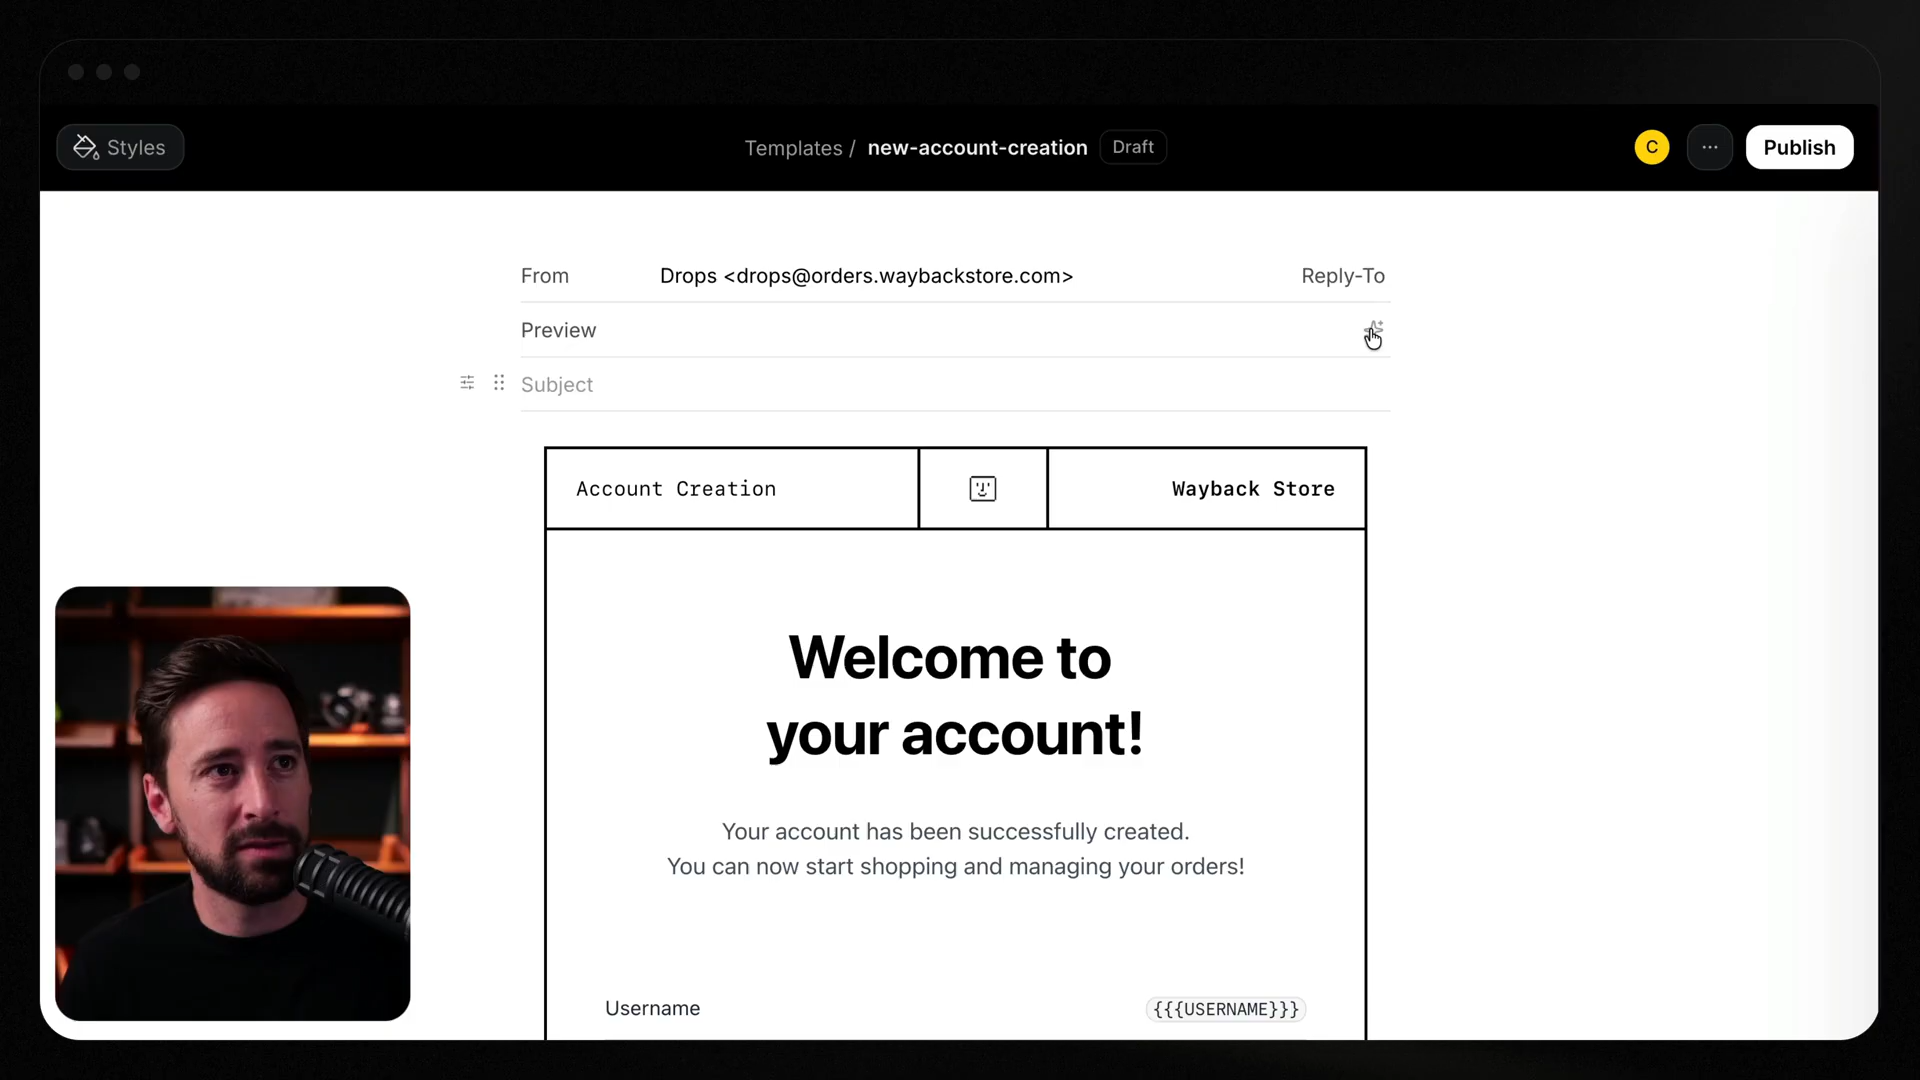 Styles
Templates / new-account-creation Draft
C
Publish
From Drops <drops@orders.waybackstore.com> Reply-To
Preview
Subject
Account Creation
Wayback Store
Welcome to
your account!
Your account has been successfully created.
You can now start shopping and managing your orders!
Username {{{USERNAME}}}